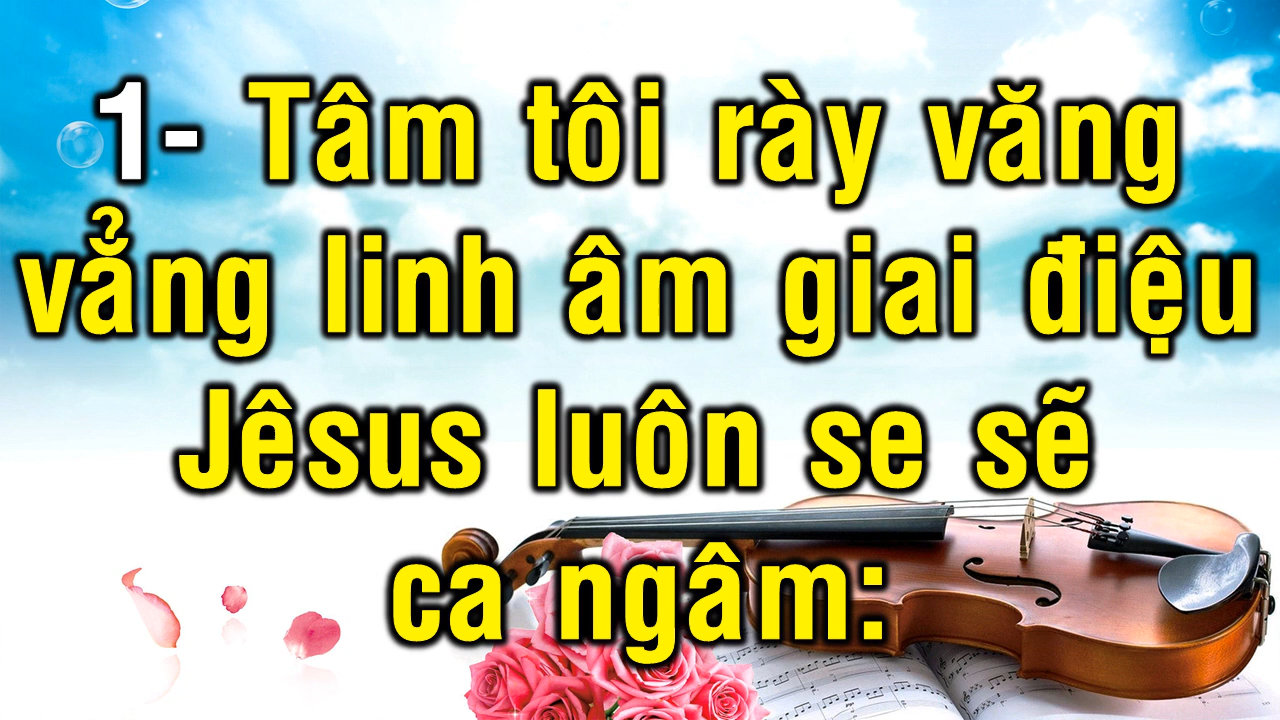 1- Tâm tôi rày văng
vẳng linh âm giai điệu
Jêsus luôn se sẽ
ca ngâm: